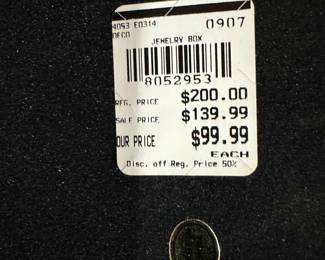 4053 E0314 0907
DECO
JEWELRY BOX
8052953
REG. PRICE $200.00
SALE PRICE $139.99
OUR PRICE $99.99
EACH
Disc. off Reg. Price 50%